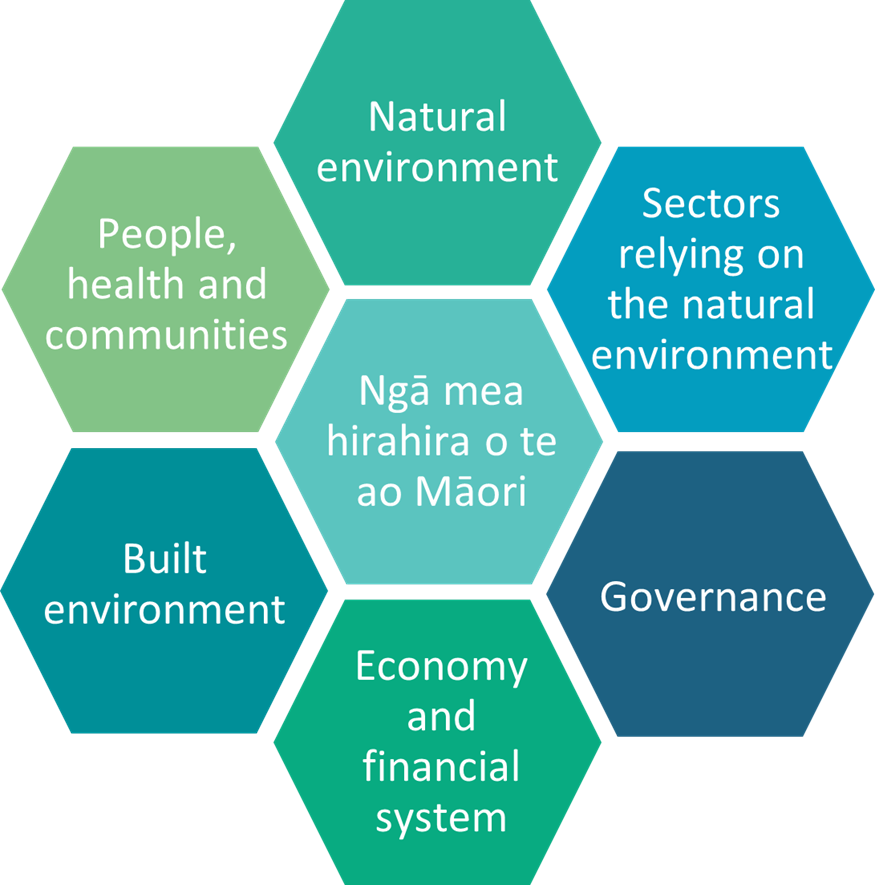 Natural
environment
People,
health and
communities
Sectors
relying on
the natural
environment
Ngā mea
hirahira o te
ao Māori
Built
environment
Governance
Economy
and
financial
system